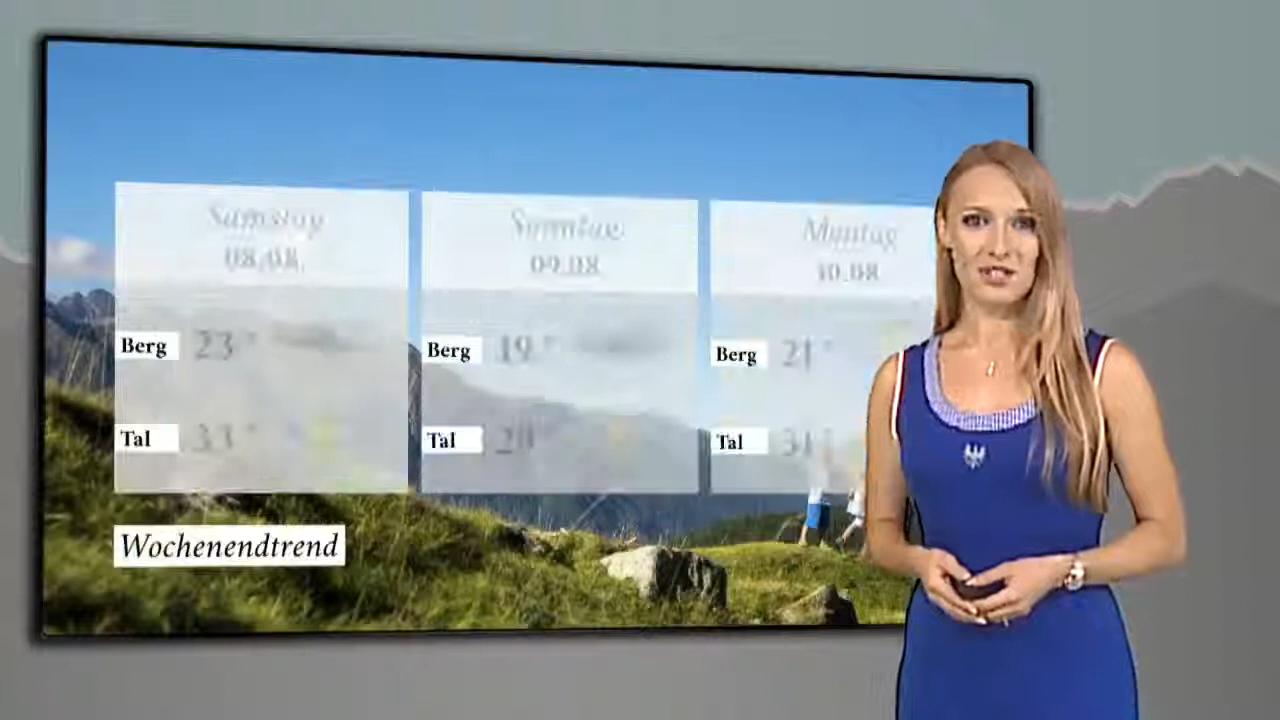 Samstag
08.08.
Berg 23°
Tal 33°
Sonntag
09.08.
Berg 19°
Tal
Montag
10.08.
Berg 21°
Tal 31°
Wochenendtrend